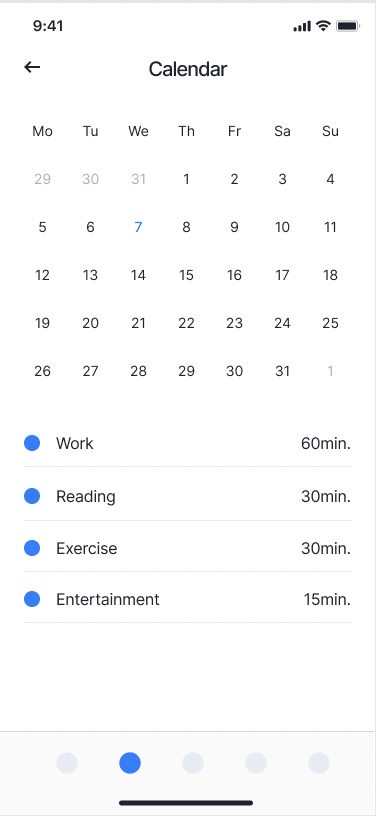 9:41
Calendar
Mo Tu We Th Fr Sa Su
29 30 31 1 2 3 4
5 6 7 8 9 10 11
12 13 14 15 16 17 18
19 20 21 22 23 24 25
26 27 28 29 30 31 1
Work 60min.
Reading 30min.
Exercise 30min.
Entertainment 15min.